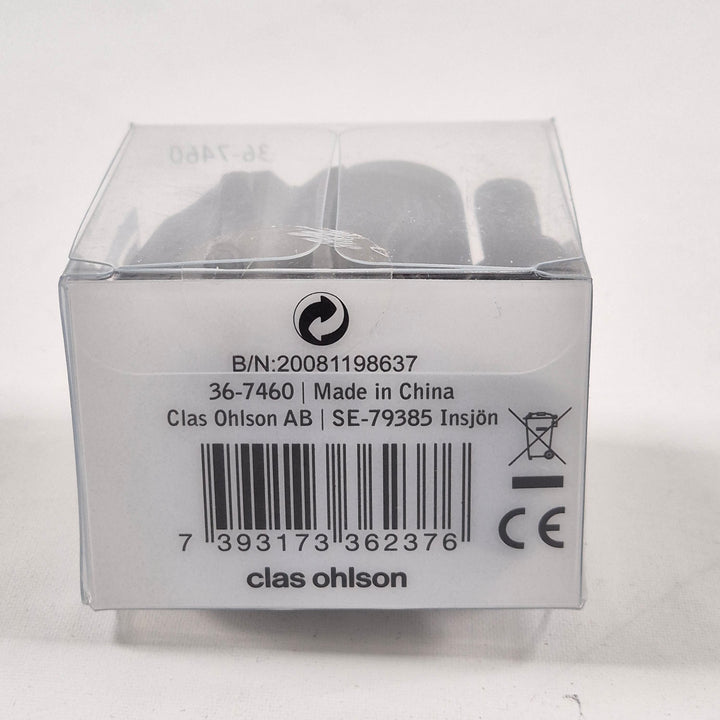 36-7460
B/N:20081198637
36-7460 | Made in China
Clas Ohlson AB | SE-79385 Insjön
CE
7 393173 362376
clas ohlson